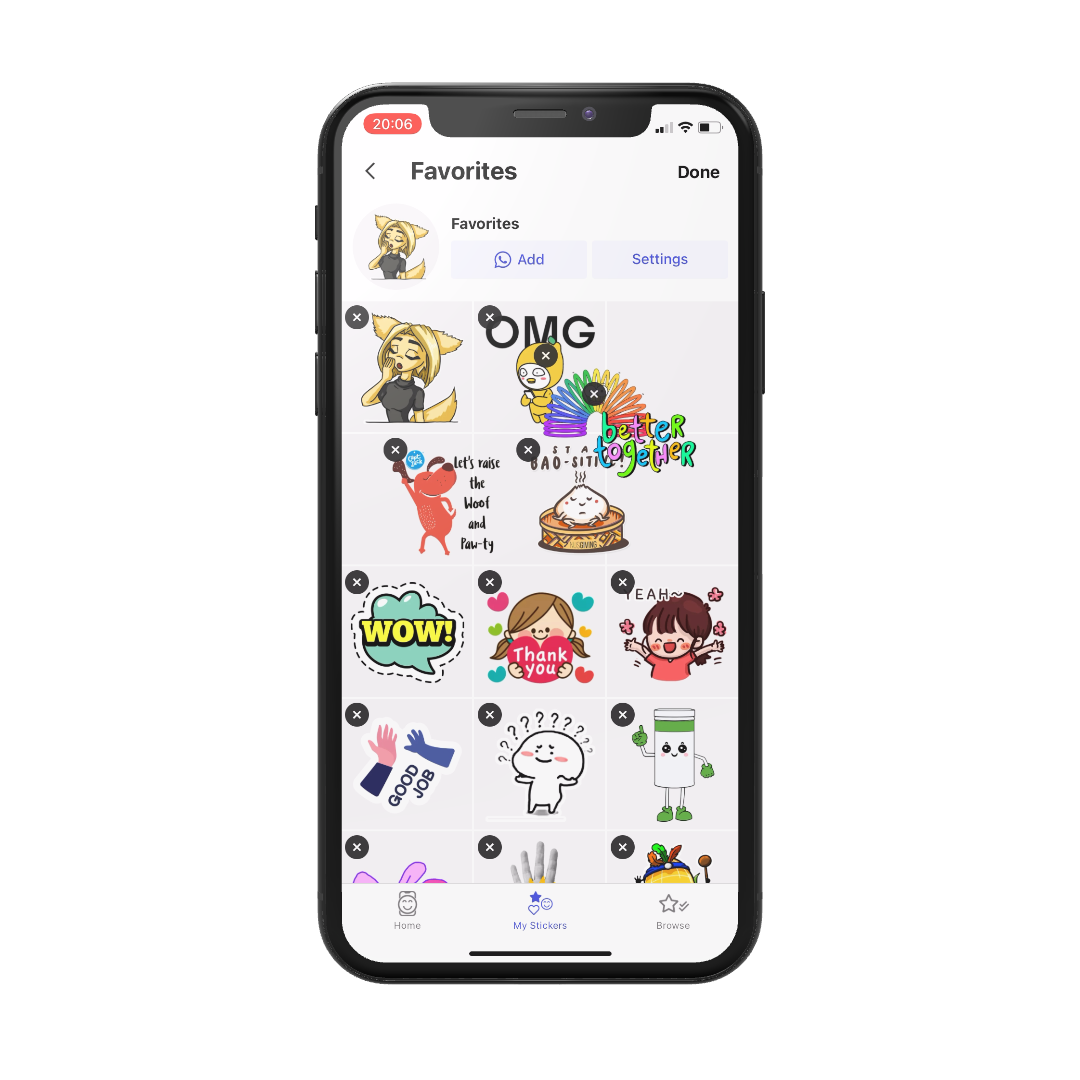 20:06
Favorites
Done
Favorites
Add
Settings
OMG
better
together
Let's raise
the
Woof
and
Paw-ty
BAO-SITI
GIVING
WOW!
Thank
you
YEAH~
GOOD
JOB
? ? ? ? ? ? ? ? ? ? ?
Home
My Stickers
Browse